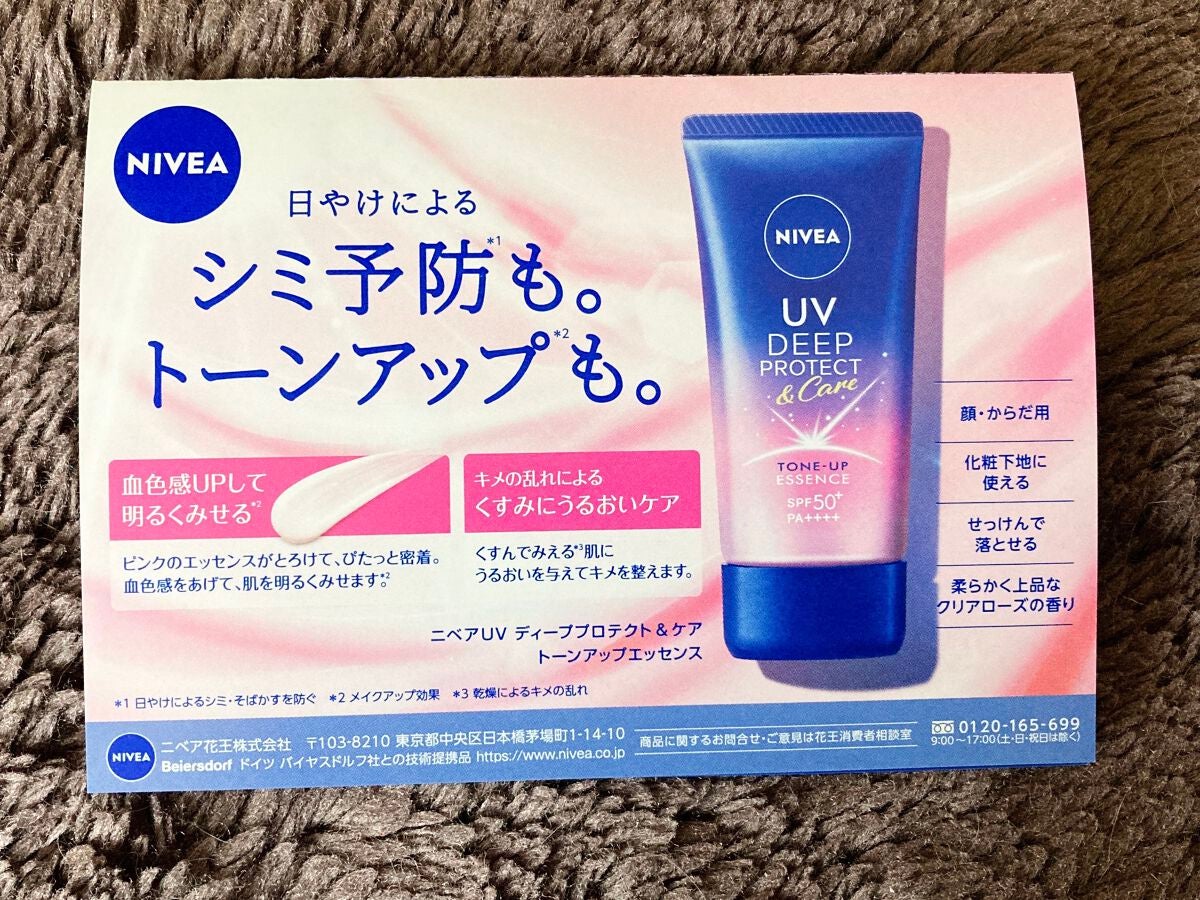 NIVEA
日やけによる
シミ予防*1も。
トーンアップ*2も。
血色感UPして
明るくみせる*2
ピンクのエッセンスがとろけて、ぴたっと密着。
血色感をあげて、肌を明るくみせます。*2
キメの乱れによる
くすみにうるおいケア
くすんでみえる*3肌に
うるおいを与えてキメを整えます。
NIVEA
UV
DEEP
PROTECT
& Care
TONE-UP
ESSENCE
SPF50+
PA++++
顔・からだ用
化粧下地に
使える
せっけんで
落とせる
柔らかく上品な
クリアローズの香り
ニベアUV ディーププロテクト&ケア
トーンアップエッセンス
*1 日やけによるシミ・そばかすを防ぐ *2 メイクアップ効果 *3 乾燥によるキメの乱れ
NIVEA
ニベア花王株式会社 〒103-8210 東京都中央区日本橋茅場町1-14-10
Beiersdorf ドイツ バイヤスドルフ社との技術提携品 https://www.nivea.co.jp
商品に関するお問合せ・ご意見は花王消費者相談室
0120-165-699
9:00〜17:00(土・日・祝日は除く)